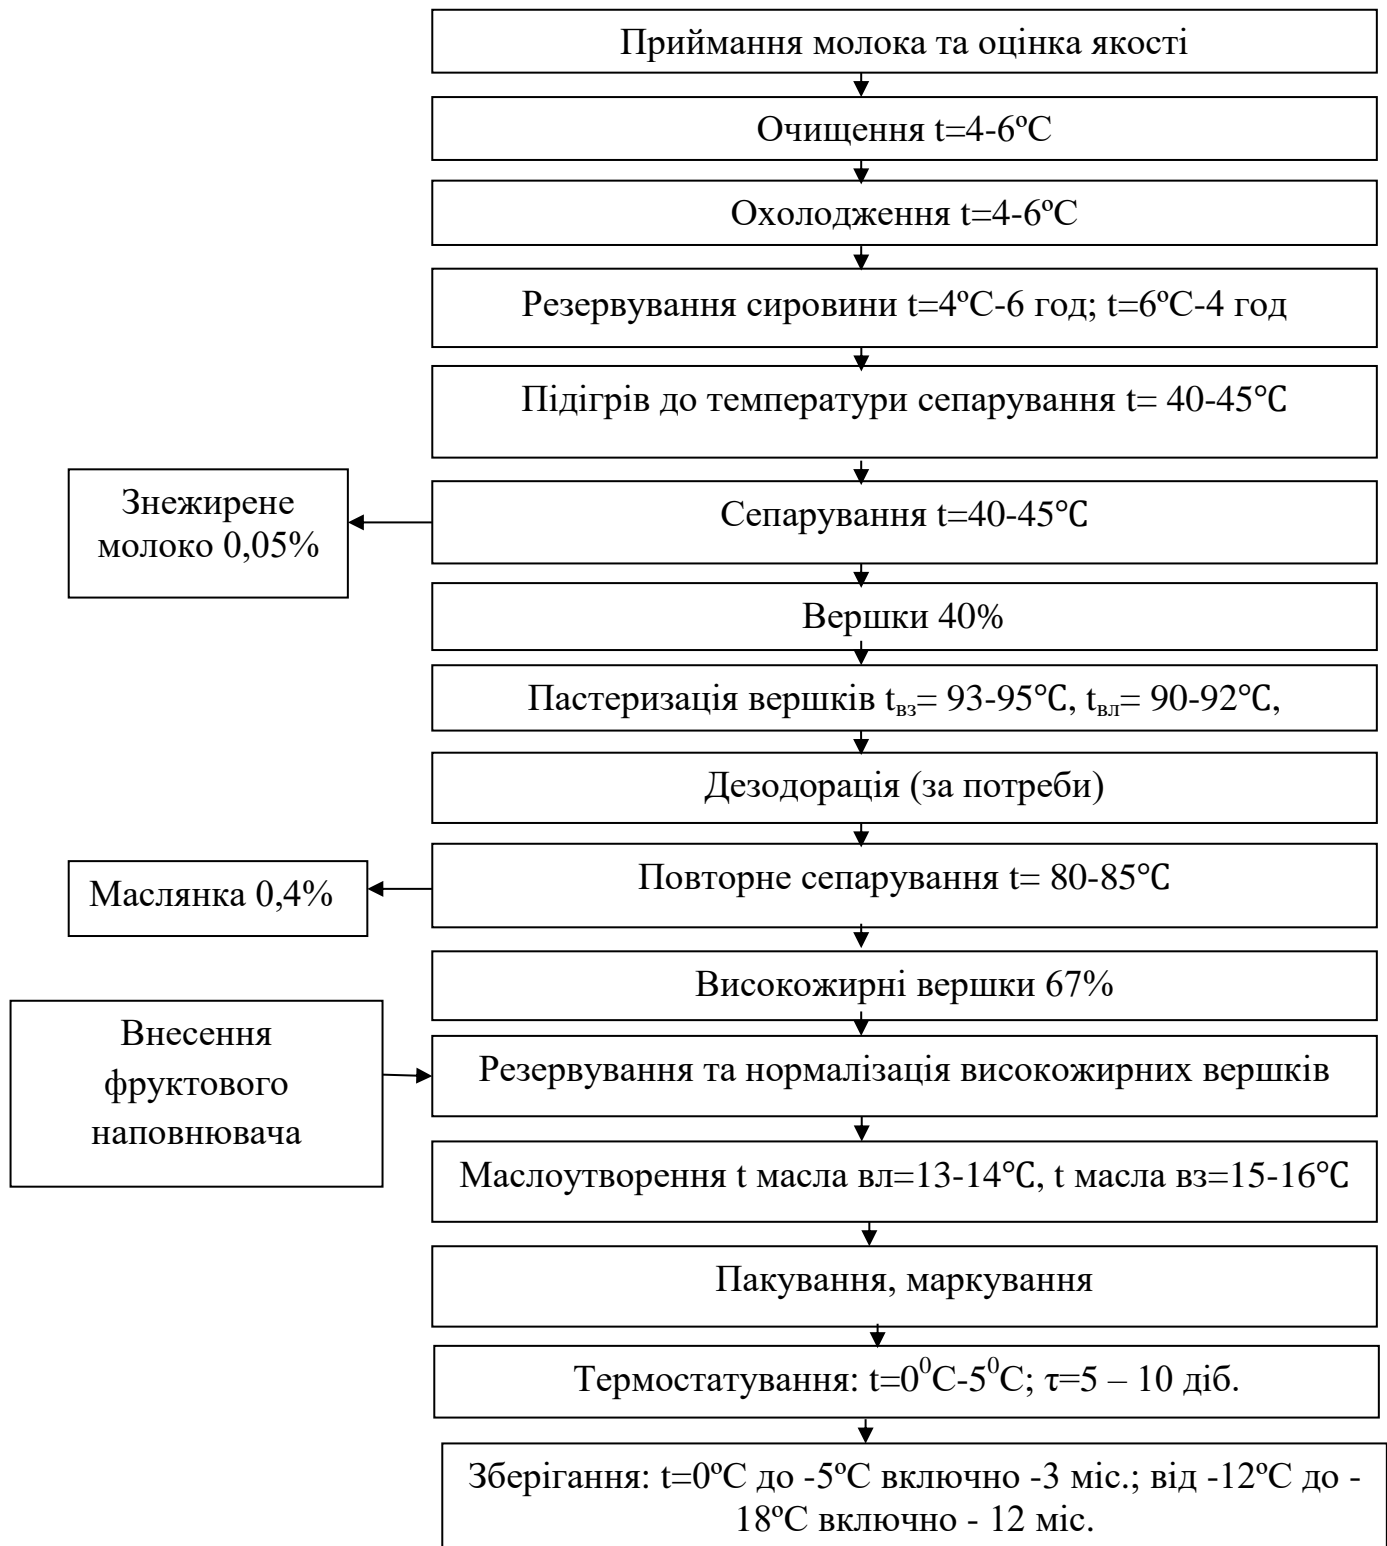 Приймання молока та оцінка якості
Очищення t=4-6ºС
Охолодження t=4-6ºС
Резервування сировини t=4ºС-6 год; t=6ºС-4 год
Підігрів до температури сепарування t= 40-45℃
Знежирене
молоко 0,05%
Сепарування t=40-45℃
Вершки 40%
Пастеризація вершків tвз= 93-95℃, tвл= 90-92℃,
Дезодорація (за потреби)
Маслянка 0,4%
Повторне сепарування t= 80-85℃
Високожирні вершки 67%
Внесення
фруктового
наповнювача
Резервування та нормалізація високожирних вершків
Маслоутворення t масла вл=13-14℃, t масла вз=15-16℃
Пакування, маркування
Термостатування: t=0⁰С-5⁰С; τ=5 – 10 діб.
Зберігання: t=0ºС до -5ºС включно -3 міс.; від -12ºС до -
18ºС включно - 12 міс.